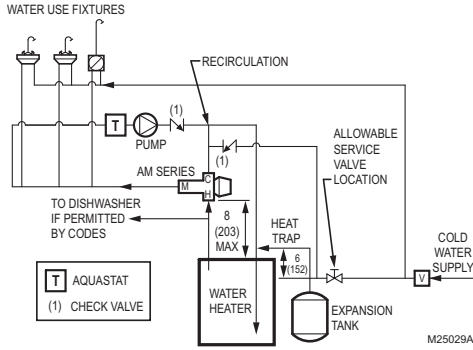 WATER USE FIXTURES
RECIRCULATION
(1)
T
PUMP
(1)
ALLOWABLE
SERVICE
VALVE
LOCATION
AM SERIES
C
M
H
TO DISHWASHER
IF PERMITTED
BY CODES
8
(203)
MAX
HEAT
TRAP
6
(152)
COLD
WATER
SUPPLY
V
T AQUASTAT
(1) CHECK VALVE
WATER
HEATER
EXPANSION
TANK
M25029A